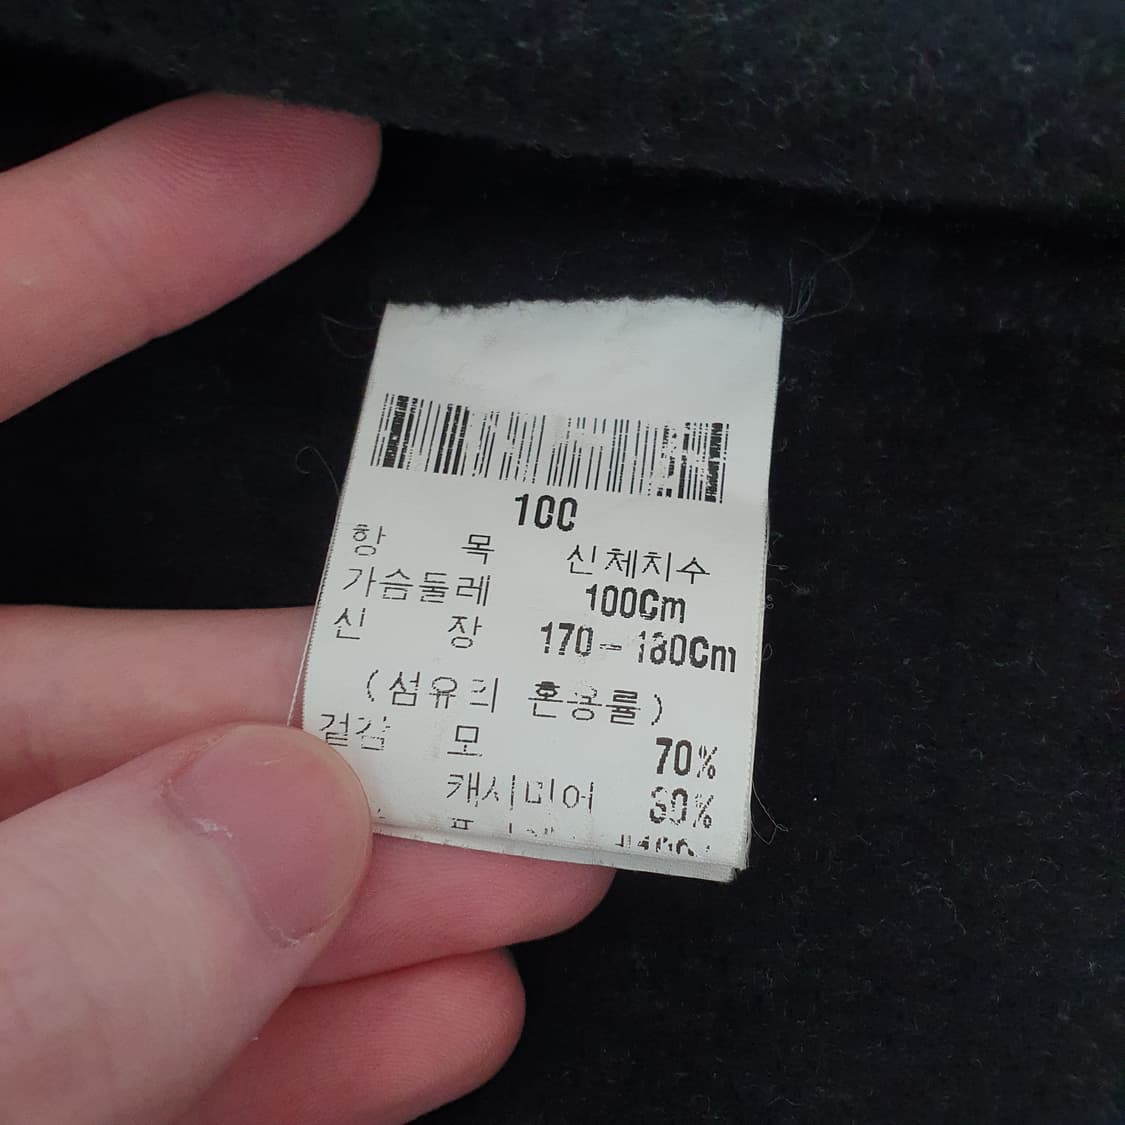 100
항 목 신체치수
가슴둘레 100Cm
신 장 170-180Cm
(섬유의 혼용률)
겉감 모 70%
캐시미어 30%